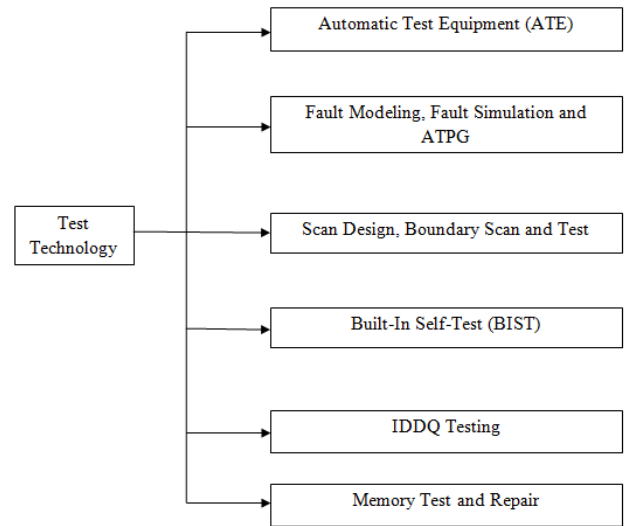 Automatic Test Equipment (ATE)
Fault Modeling, Fault Simulation and
ATPG
Test
Technology
Scan Design, Boundary Scan and Test
Built-In Self-Test (BIST)
IDDQ Testing
Memory Test and Repair